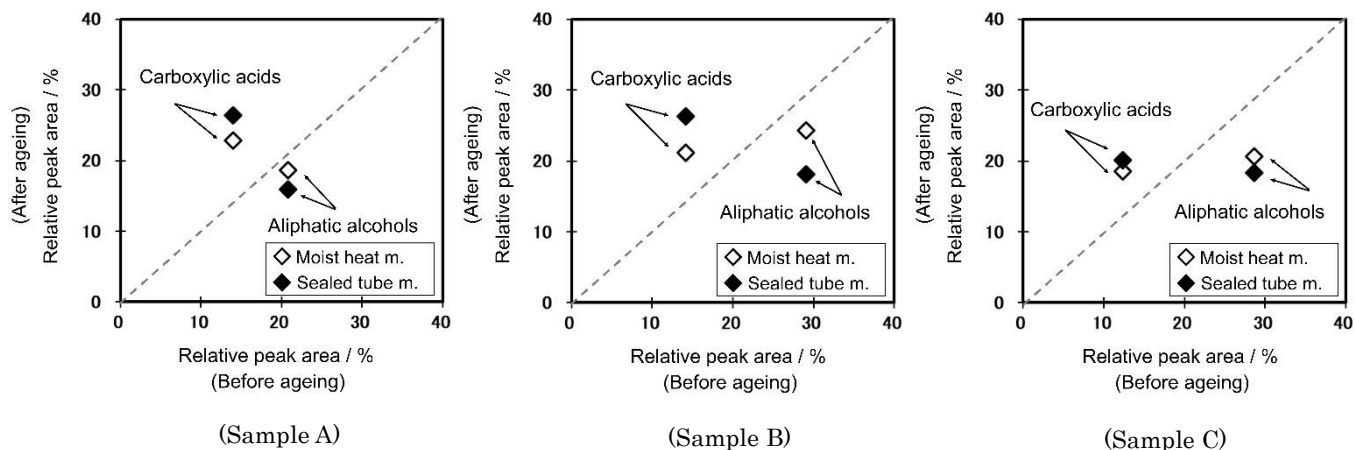 40
30
20
10
0
0
10
20
30
40
(After ageing)
Relative peak area / %
Carboxylic acids
Aliphatic alcohols
Moist heat m.
Sealed tube m.
Relative peak area / %
(Before ageing)
(Sample A)
40
30
20
10
0
0
10
20
30
40
(After ageing)
Relative peak area / %
Carboxylic acids
Aliphatic alcohols
Moist heat m.
Sealed tube m.
Relative peak area / %
(Before ageing)
(Sample B)
40
30
20
10
0
0
10
20
30
40
(After ageing)
Relative peak area / %
Carboxylic acids
Aliphatic alcohols
Moist heat m.
Sealed tube m.
Relative peak area / %
(Before ageing)
(Sample C)